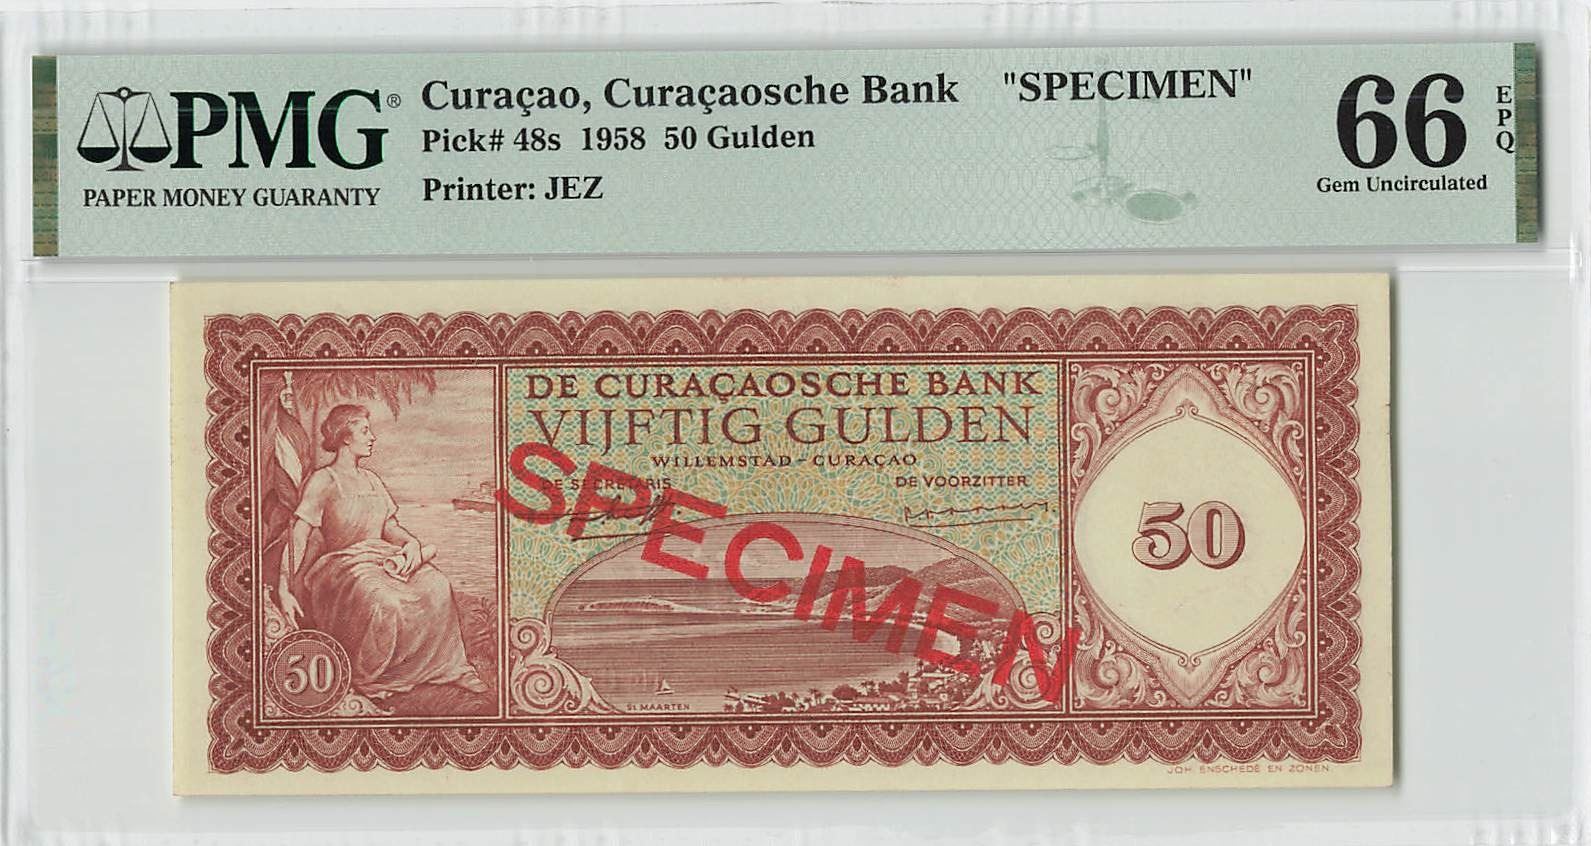 PMG®
PAPER MONEY GUARANTY
Curaçao, Curaçaosche Bank "SPECIMEN"
Pick# 48s 1958 50 Gulden
Printer: JEZ
66
EPQ
Gem Uncirculated
DE CURAÇAOSCHE BANK
VIJFTIG GULDEN
WILLEMSTAD-CURAÇAO
DE SECRETARIS
DE VOORZITTER
SPECIMEN
50
50
ST MAARTEN
JOH. ENSCHEDÉ EN ZONEN.